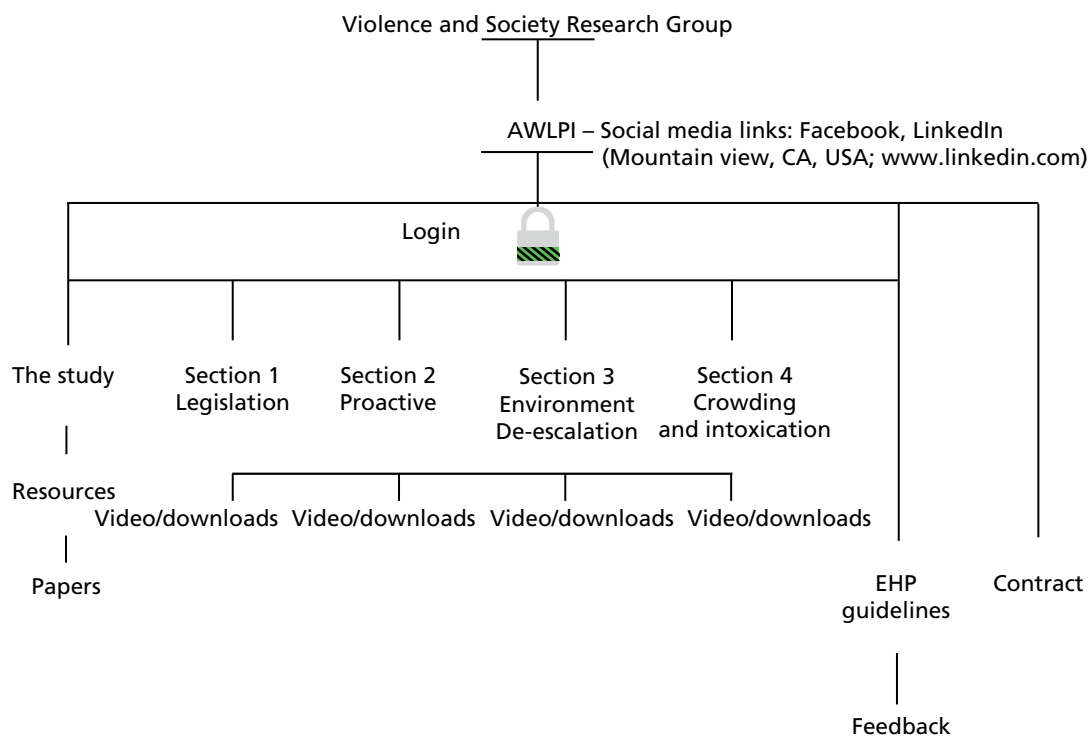 Violence and Society Research Group
AWLPI – Social media links: Facebook, LinkedIn
(Mountain view, CA, USA; www.linkedin.com)
Login
The study
Section 1
Legislation
Section 2
Proactive
Section 3
Environment
De-escalation
Section 4
Crowding
and intoxication
Resources
Video/downloads
Video/downloads
Video/downloads
Video/downloads
Papers
EHP
guidelines
Contract
Feedback